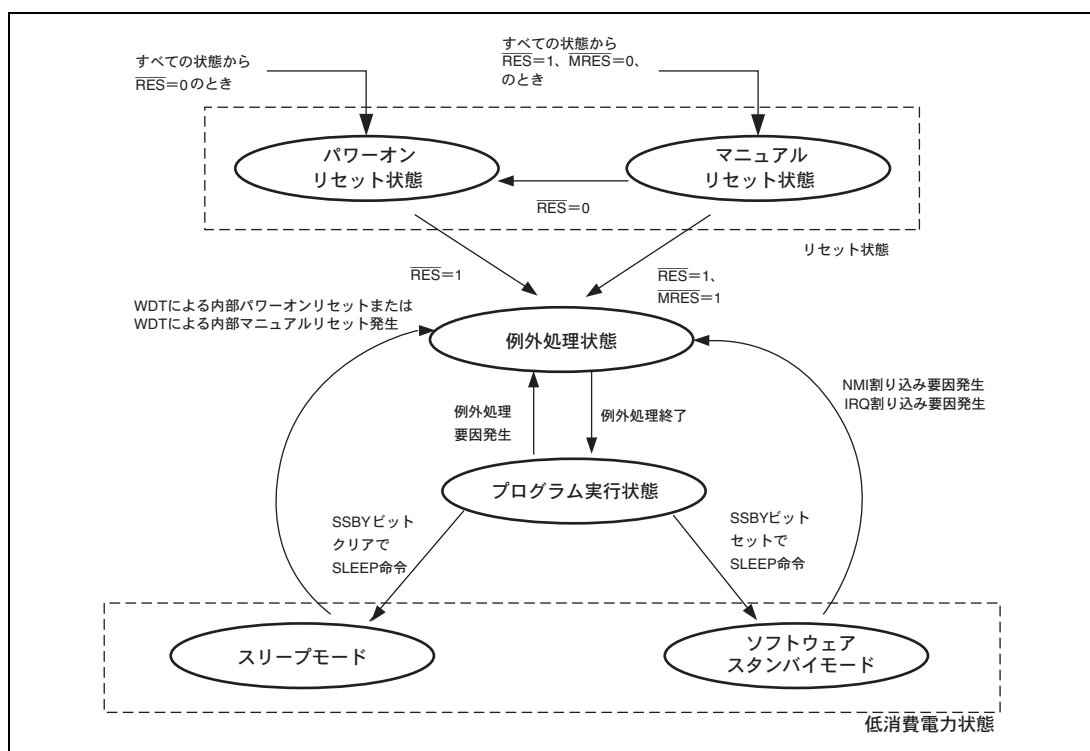 すべての状態から
R̅E̅S̅=0のとき
すべての状態から
R̅E̅S̅=1、M̅R̅E̅S̅=0、
のとき
パワーオン
リセット状態
マニュアル
リセット状態
R̅E̅S̅=0
リセット状態
R̅E̅S̅=1
R̅E̅S̅=1、
M̅R̅E̅S̅=1
WDTによる内部パワーオンリセットまたは
WDTによる内部マニュアルリセット発生
例外処理状態
NMI割り込み要因発生
IRQ割り込み要因発生
例外処理
要因発生
例外処理終了
プログラム実行状態
SSBYビット
クリアで
SLEEP命令
SSBYビット
セットで
SLEEP命令
スリープモード
ソフトウェア
スタンバイモード
低消費電力状態